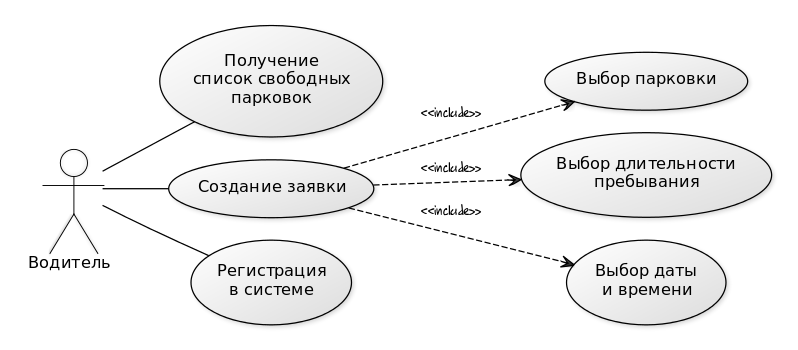 Получение
список свободных
парковок
Выбор парковки
<<include>>
Создание заявки
<<include>>
Выбор длительности
пребывания
<<include>>
Водитель
Регистрация
в системе
Выбор даты
и времени